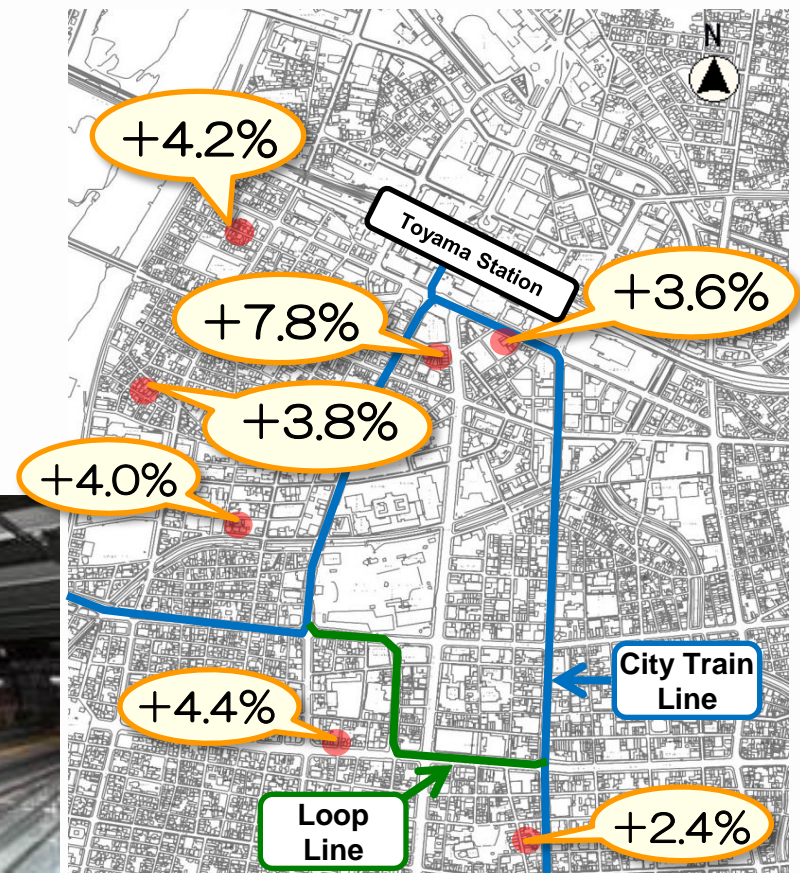 N
+4.2%
Toyama Station
+3.6%
+7.8%
+3.8%
+4.0%
City Train
Line
+4.4%
Loop
Line
+2.4%